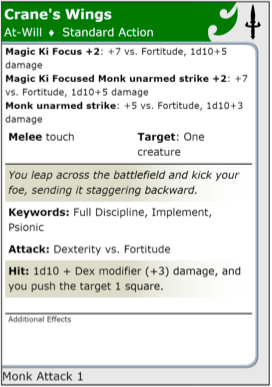 Crane's Wings
At-Will ♦ Standard Action
Magic Ki Focus +2: +7 vs. Fortitude, 1d10+5
damage
Magic Ki Focused Monk unarmed strike +2: +7
vs. Fortitude, 1d10+5 damage
Monk unarmed strike: +5 vs. Fortitude, 1d10+3
damage
Melee touch Target: One
creature
You leap across the battlefield and kick your
foe, sending it staggering backward.
Keywords: Full Discipline, Implement,
Psionic
Attack: Dexterity vs. Fortitude
Hit: 1d10 + Dex modifier (+3) damage, and
you push the target 1 square.
Additional Effects
Monk Attack 1